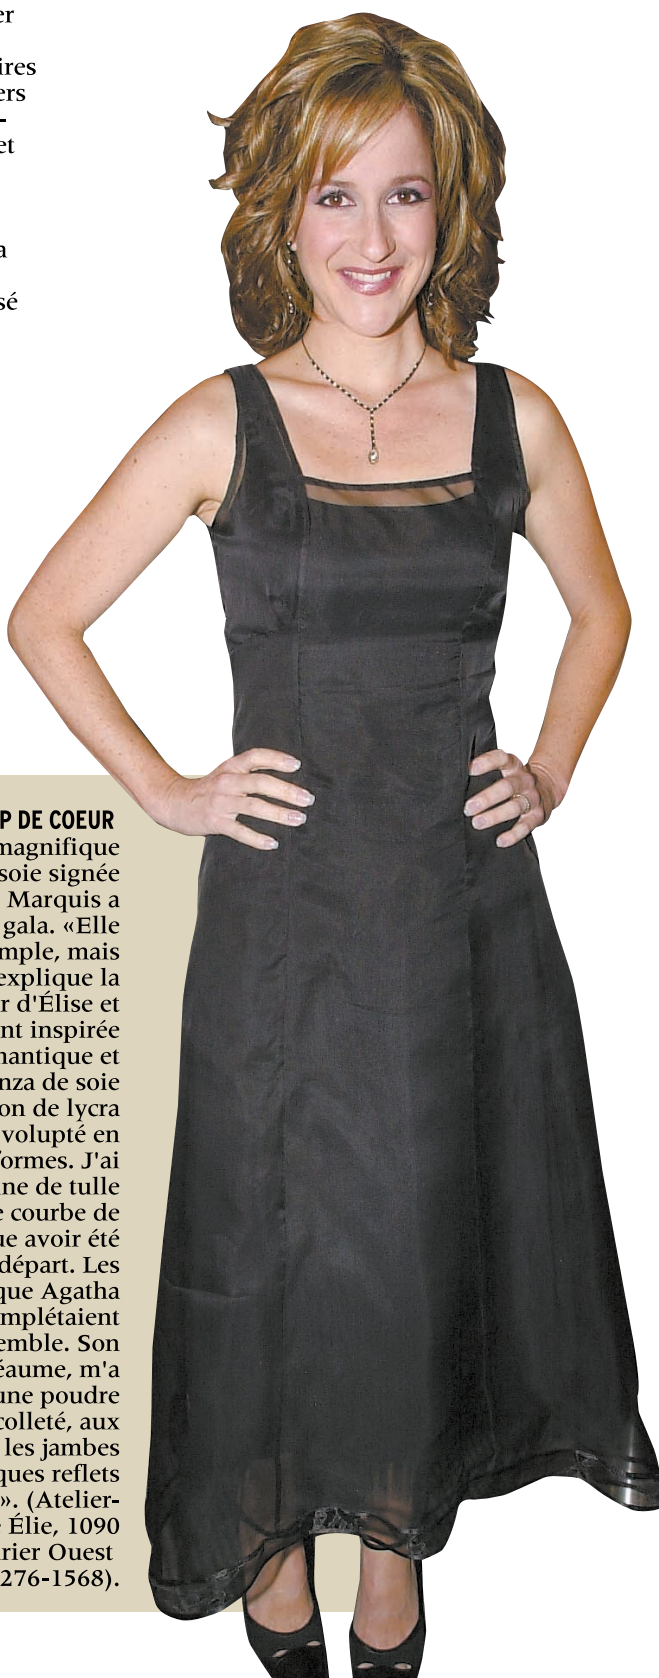 er
ires
ers
-
et
a
sé
P DE COEUR
magnifique
soie signée
Marquis a
gala. «Elle
mple, mais
explique la
r d'Élise et
nt inspirée
nantique et
nza de soie
on de lycra
volupté en
formes. J'ai
ine de tulle
e courbe de
ue avoir été
départ. Les
que Agatha
mplétaient
emble. Son
éaume, m'a
une poudre
colleté, aux
les jambes
ques reflets
». (Atelier-
e Élie, 1090
rier Ouest
276-1568).